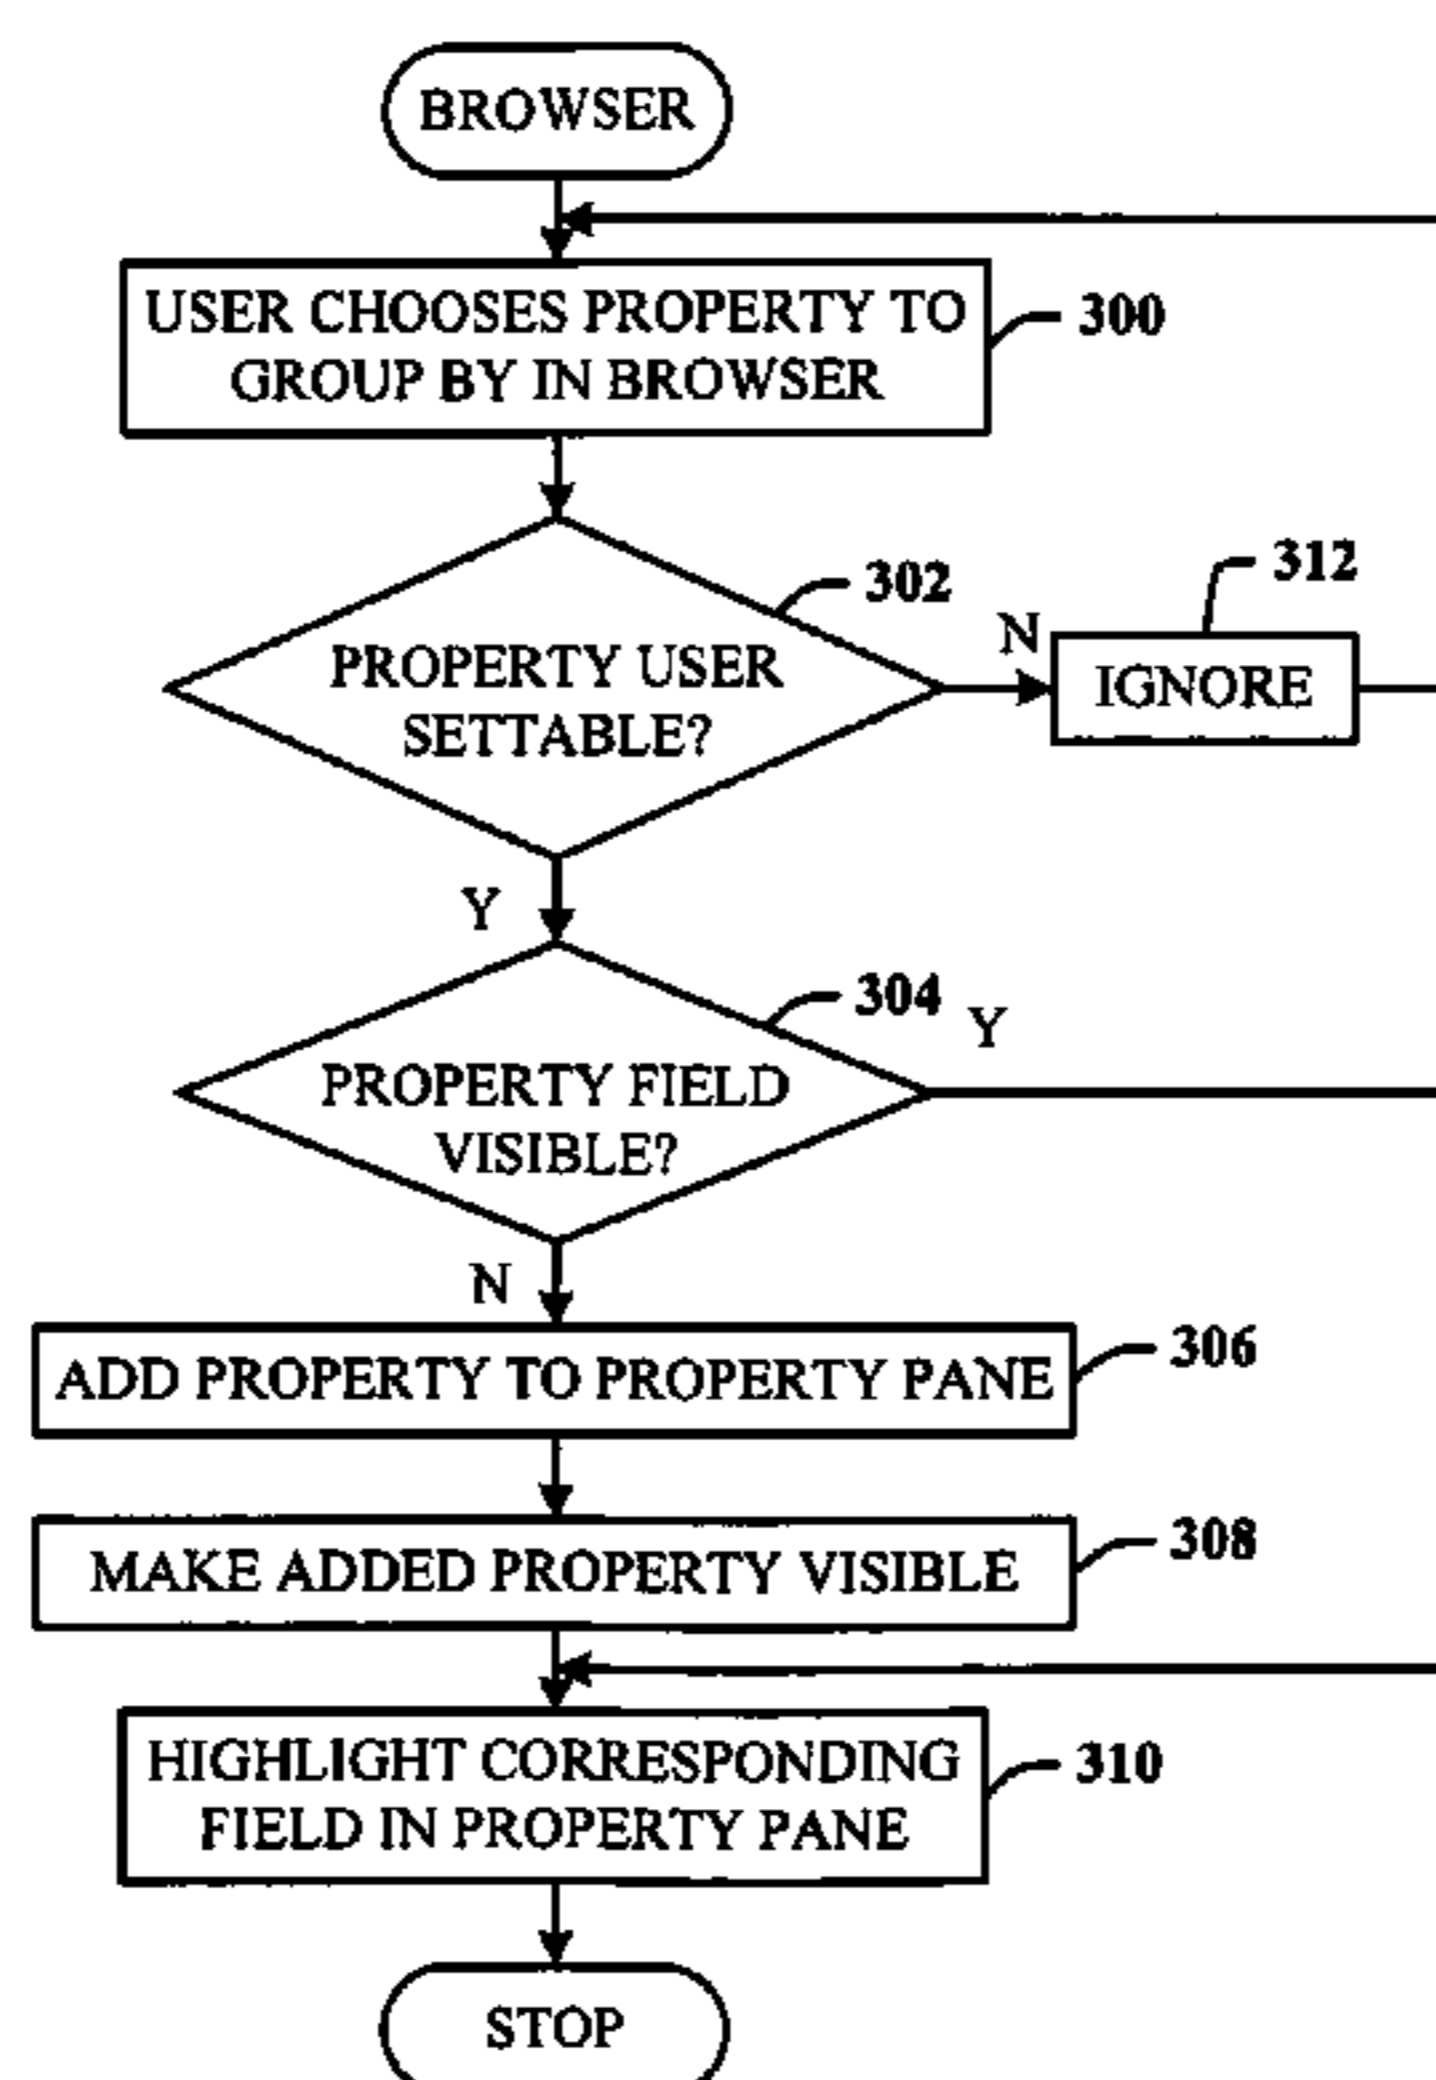 BROWSER
USER CHOOSES PROPERTY TO
GROUP BY IN BROWSER
300
302
312
N
PROPERTY USER
SETTABLE?
IGNORE
Y
304
Y
PROPERTY FIELD
VISIBLE?
N
306
ADD PROPERTY TO PROPERTY PANE
308
MAKE ADDED PROPERTY VISIBLE
HIGHLIGHT CORRESPONDING
FIELD IN PROPERTY PANE
310
STOP